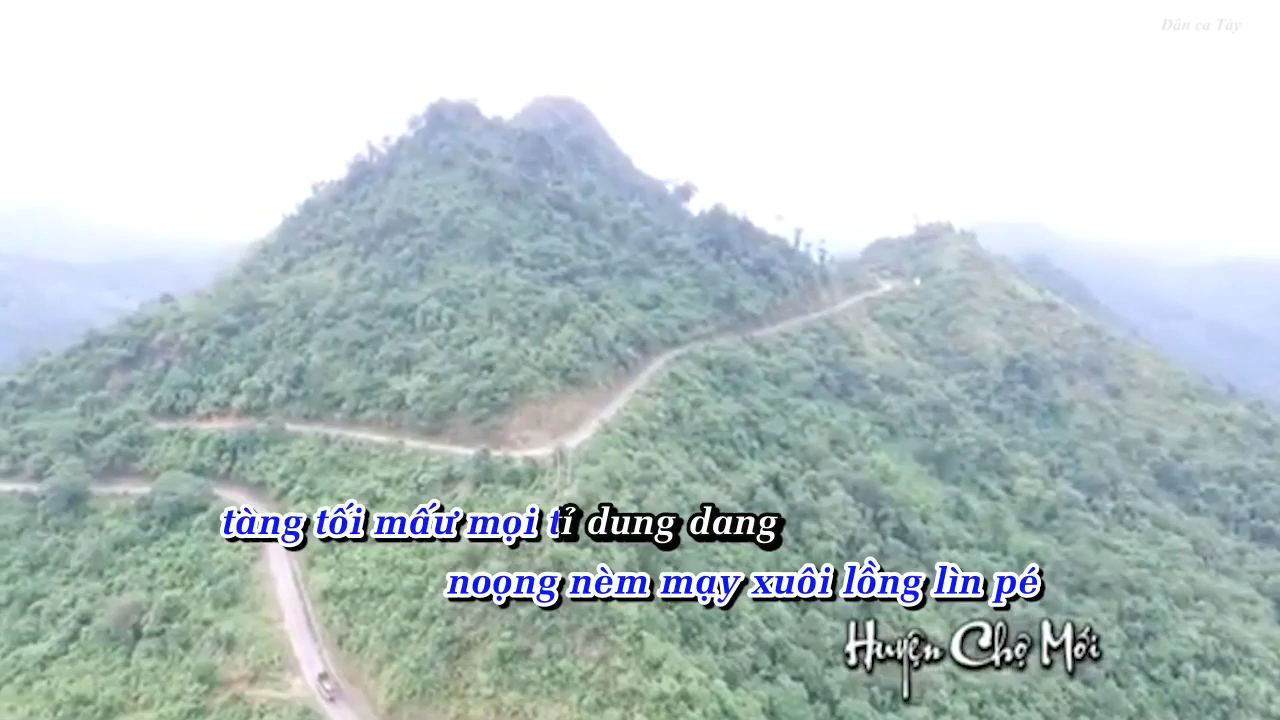 Dân ca Tày
tàng tối mấư mọi tỉ dung dang
noọng nèm mạy xuôi lồng lìn pé
Huyện Chợ Mới